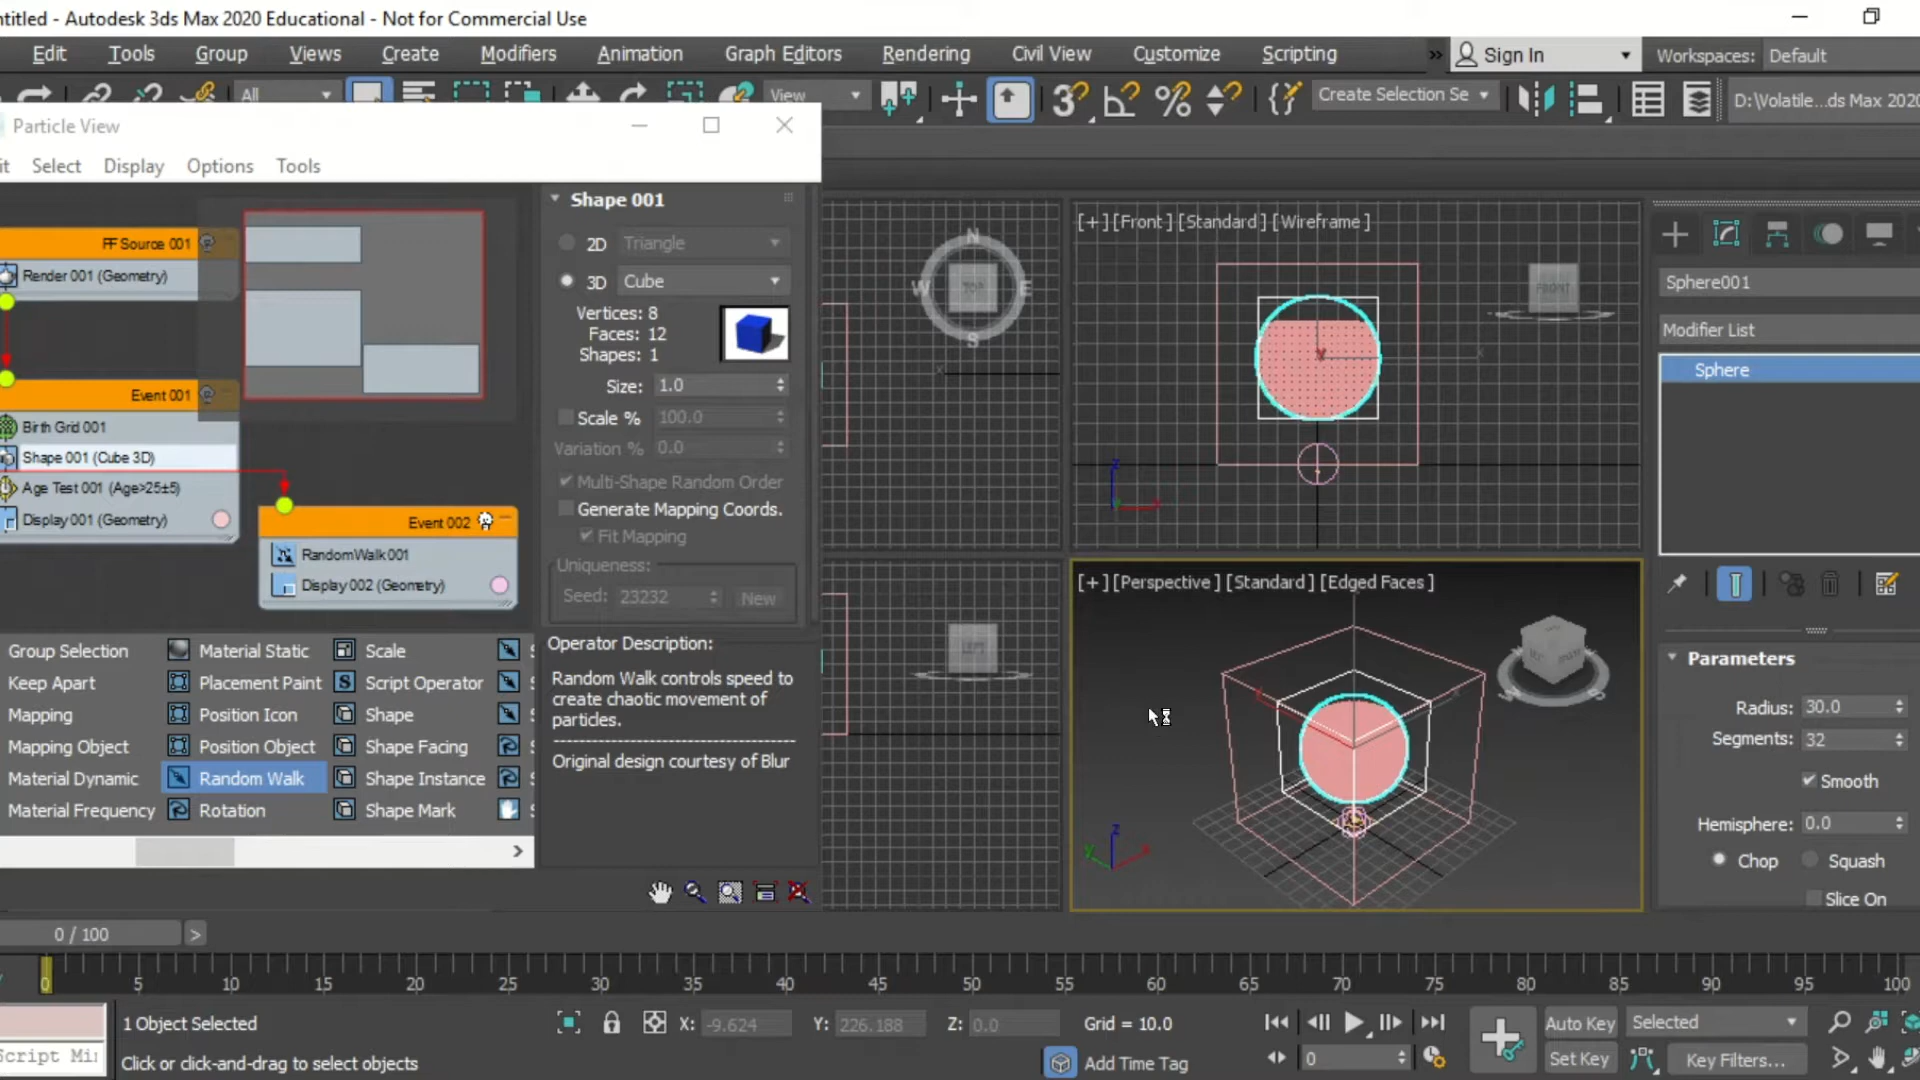 ntitled - Autodesk 3ds Max 2020 Educational - Not for Commercial Use
Edit Tools Group Views Create Modifiers Animation Graph Editors Rendering Civil View Customize Scripting » Sign In Workspaces: Default
All View Create Selection Se D:\Volatile...ds Max 2020
Particle View
it Select Display Options Tools
PF Source 001
Render 001 (Geometry)
Event 001
Birth Grid 001
Shape 001 (Cube 3D)
Age Test 001 (Age>25±5)
Display 001 (Geometry)
Event 002
RandomWalk 001
Display 002 (Geometry)
Shape 001
2D Triangle
3D Cube
Vertices: 8
Faces: 12
Shapes: 1
Size: 1.0
Scale % 100.0
Variation % 0.0
Multi-Shape Random Order
Generate Mapping Coords.
Fit Mapping
Uniqueness:
Seed: 23232 New
Operator Description:
Random Walk controls speed to
create chaotic movement of
particles.
Original design courtesy of Blur
Group Selection Material Static Scale
Keep Apart Placement Paint Script Operator
Mapping Position Icon Shape
Mapping Object Position Object Shape Facing
Material Dynamic Random Walk Shape Instance
Material Frequency Rotation Shape Mark
N
W TOP E
S
[+] [Front] [Standard] [Wireframe]
FRONT
LEFT
[+] [Perspective] [Standard] [Edged Faces]
Sphere001
Modifier List
Sphere
Parameters
Radius: 30.0
Segments: 32
Smooth
Hemisphere: 0.0
Chop Squash
Slice On
0 / 100 >
0 5 10 15 20 25 30 35 40 45 50 55 60 65 70 75 80 85 90 95 100
1 Object Selected X: -9.624 Y: 226.188 Z: 0.0 Grid = 10.0 Auto Key Selected
Script Mi Click or click-and-drag to select objects Add Time Tag 0 Set Key Key Filters...